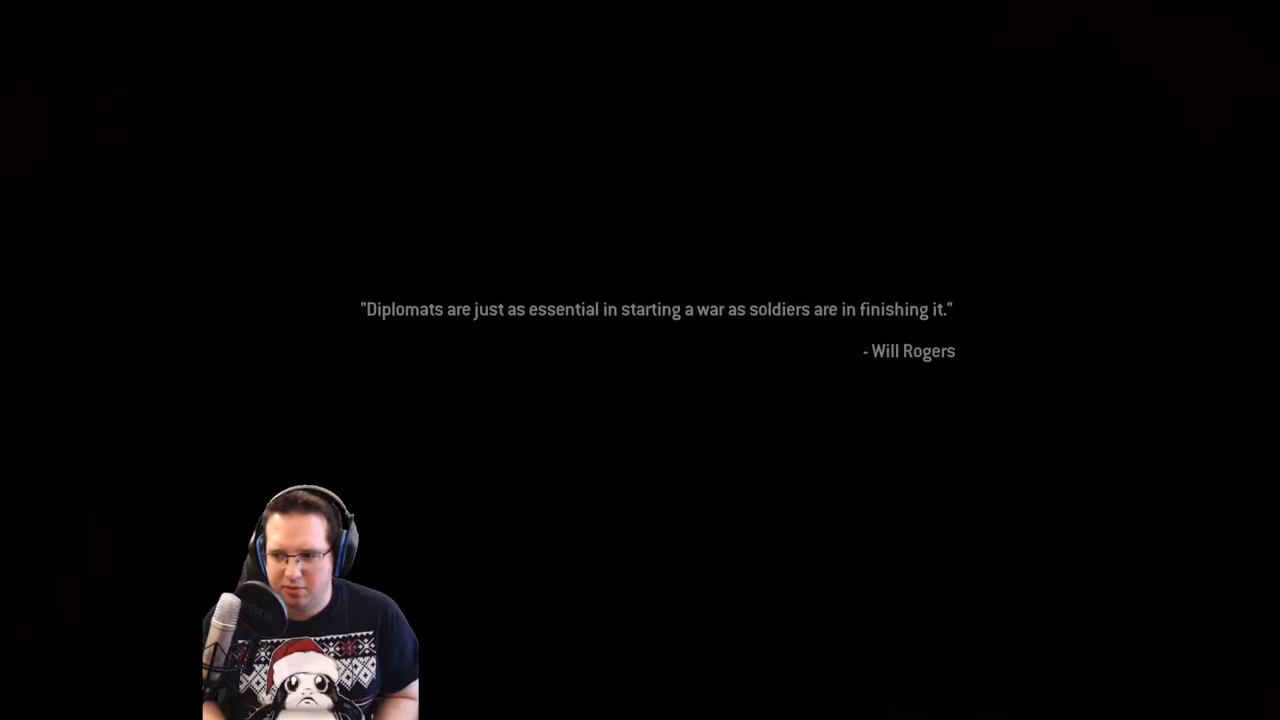 "Diplomats are just as essential in starting a war as soldiers are in finishing it."
- Will Rogers